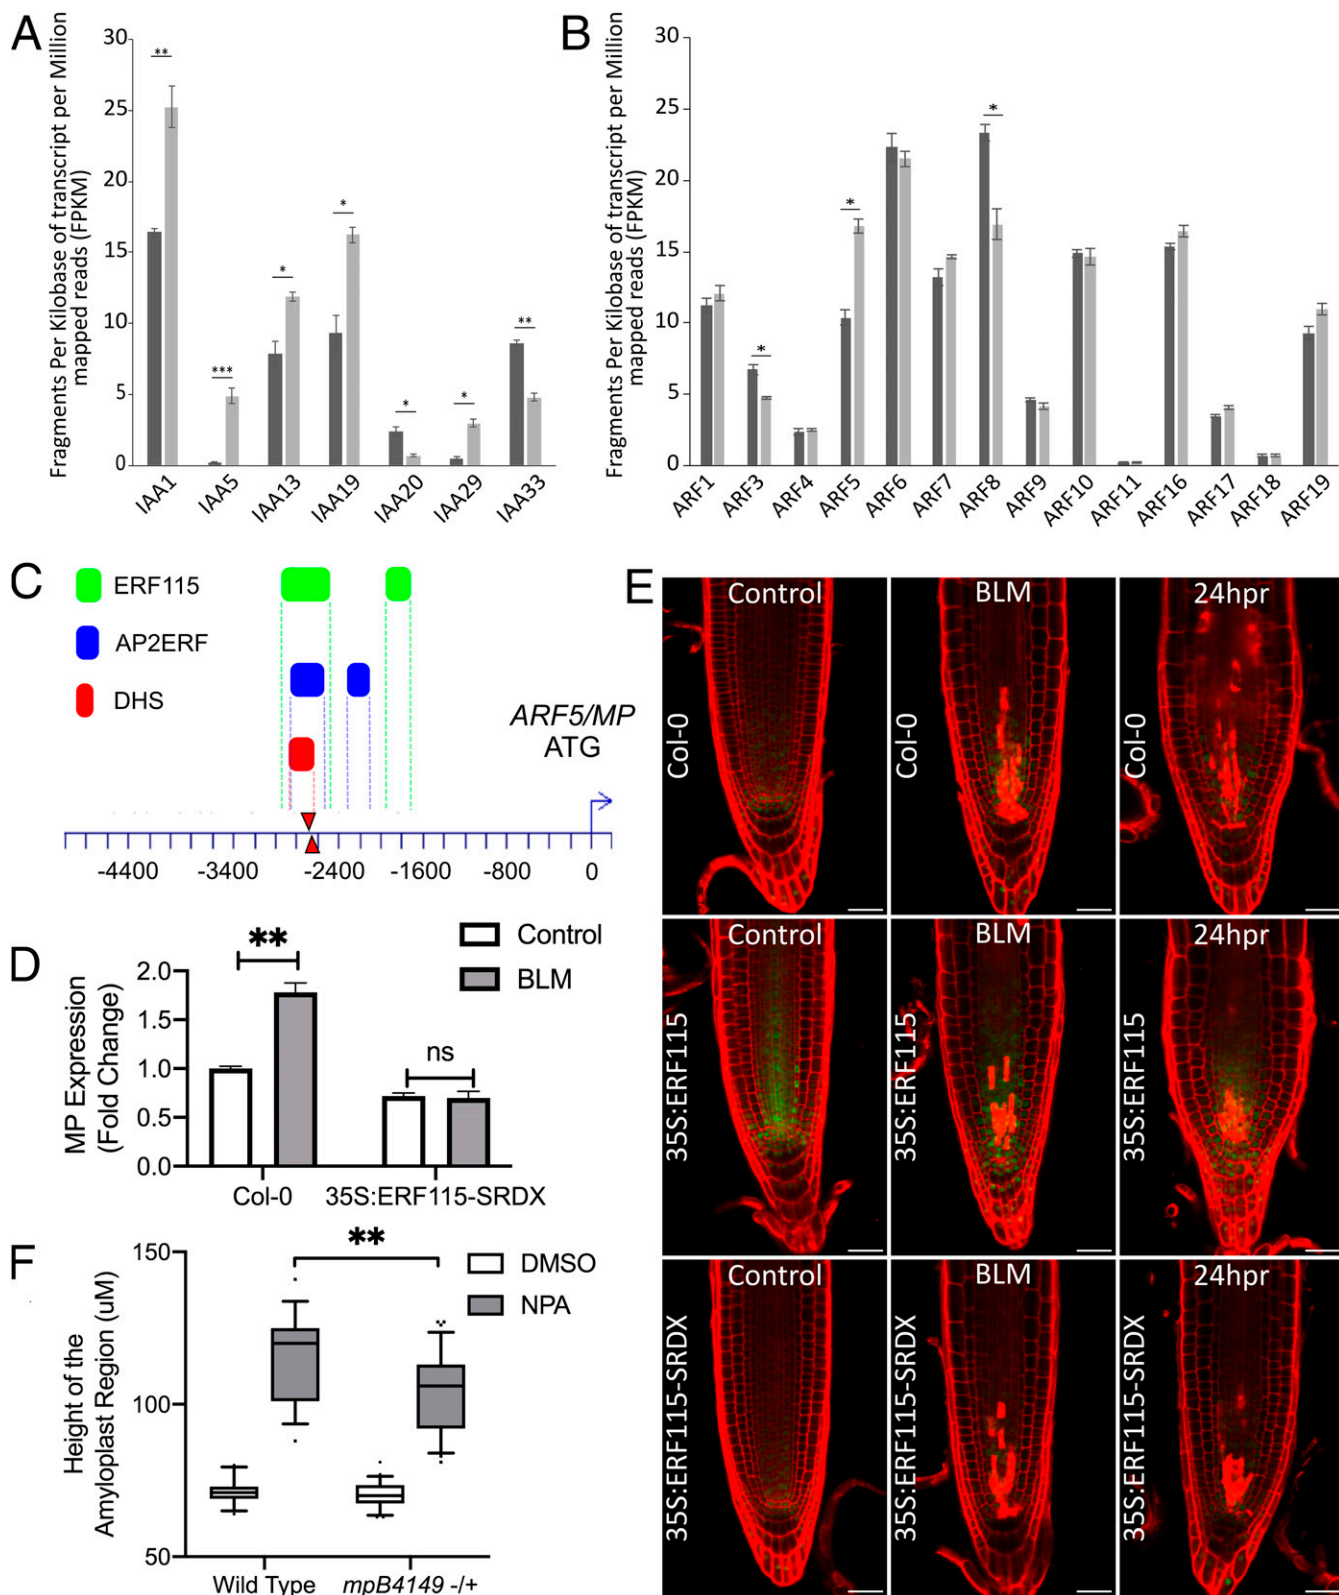 A
Fragments Per Kilobase of transcript per Million
mapped reads (FPKM)
30
25
20
15
10
5
0
**
***
*
*
*
*
**
IAA1
IAA5
IAA13
IAA19
IAA20
IAA29
IAA33
B
Fragments Per Kilobase of transcript per Million
mapped reads (FPKM)
30
25
20
15
10
5
0
*
*
*
ARF1
ARF3
ARF4
ARF5
ARF6
ARF7
ARF8
ARF9
ARF10
ARF11
ARF16
ARF17
ARF18
ARF19
C
ERF115
AP2ERF
DHS
ARF5/MP
ATG
-4400
-3400
-2400
-1600
-800
0
D
MP Expression
(Fold Change)
2.0
1.5
1.0
0.5
0.0
**
ns
Control
BLM
Col-0
35S:ERF115-SRDX
E
Control
BLM
24hpr
Col-0
Col-0
Col-0
Control
BLM
24hpr
35S:ERF115
35S:ERF115
35S:ERF115
Control
BLM
24hpr
35S:ERF115-SRDX
35S:ERF115-SRDX
35S:ERF115-SRDX
F
Height of the
Amyloplast Region (uM)
150
100
50
**
DMSO
NPA
Wild Type
mpB4149 -/+